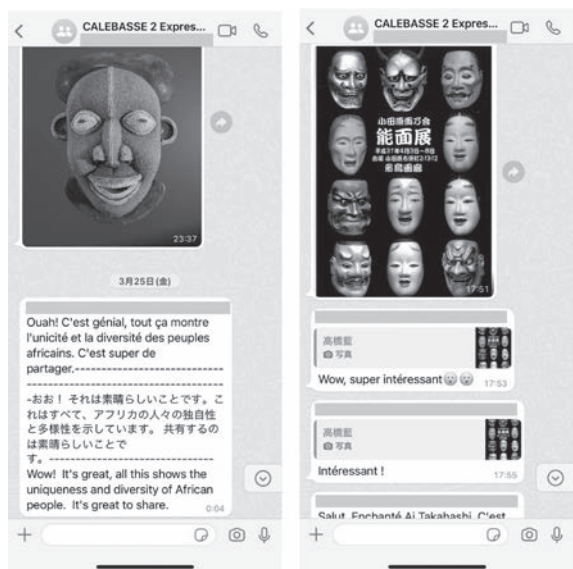 CALEBASSE 2 Expres...
23:37
3月25日(金)
Ouah! C'est génial, tout ça montre
l'unicité et la diversité des peuples
africains. C'est super de
partager.----------------------------
------------------------------------
-おお！ それは素晴らしいことです。こ
れはすべて、アフリカの人々の独自性
と多様性を示しています。 共有するの
は素晴らしいことで
す。--------------------------------
Wow! It's great, all this shows the
uniqueness and diversity of African
people. It's great to share.
0:04
CALEBASSE 2 Expres...
能面展
17:51
高橋藍
写真
Wow, super intéressant
17:53
高橋藍
写真
Intéressant !
17:55
Salut, Enchanté Ai Takahashi. C'est